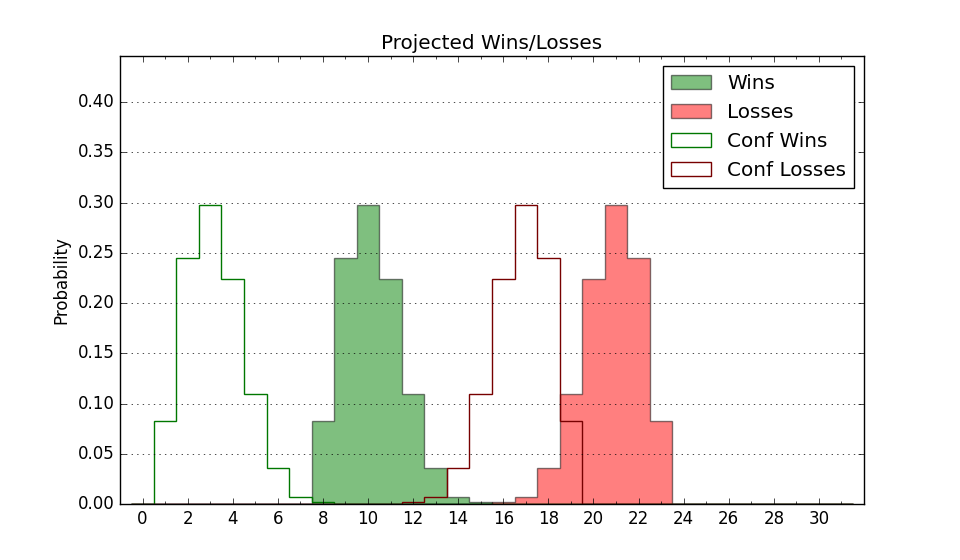 Projected Wins/Losses
Wins
Losses
Conf Wins
Conf Losses
Probability
0.40
0.35
0.30
0.25
0.20
0.15
0.10
0.05
0.00
0 2 4 6 8 10 12 14 16 18 20 22 24 26 28 30